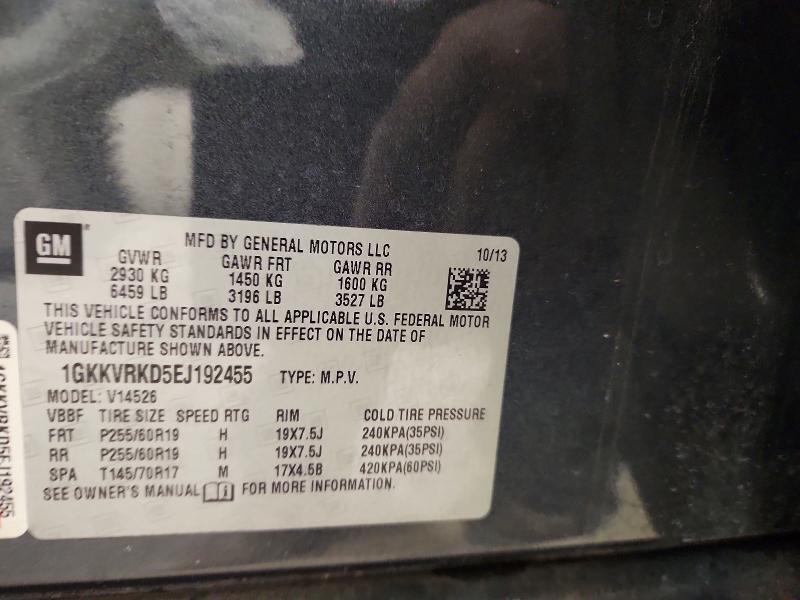 GM
MFD BY GENERAL MOTORS LLC 10/13
GVWR GAWR FRT GAWR RR
2930 KG 1450 KG 1600 KG
6459 LB 3196 LB 3527 LB
THIS VEHICLE CONFORMS TO ALL APPLICABLE U.S. FEDERAL MOTOR
VEHICLE SAFETY STANDARDS IN EFFECT ON THE DATE OF
MANUFACTURE SHOWN ABOVE.
1GKKVRKD5EJ192455 TYPE: M.P.V.
MODEL: V14526
VBBF TIRE SIZE SPEED RTG RIM COLD TIRE PRESSURE
FRT P255/60R19 H 19X7.5J 240KPA(35PSI)
RR P255/60R19 H 19X7.5J 240KPA(35PSI)
SPA T145/70R17 M 17X4.5B 420KPA(60PSI)
SEE OWNER'S MANUAL FOR MORE INFORMATION.
1GKKVRKD5EJ192455